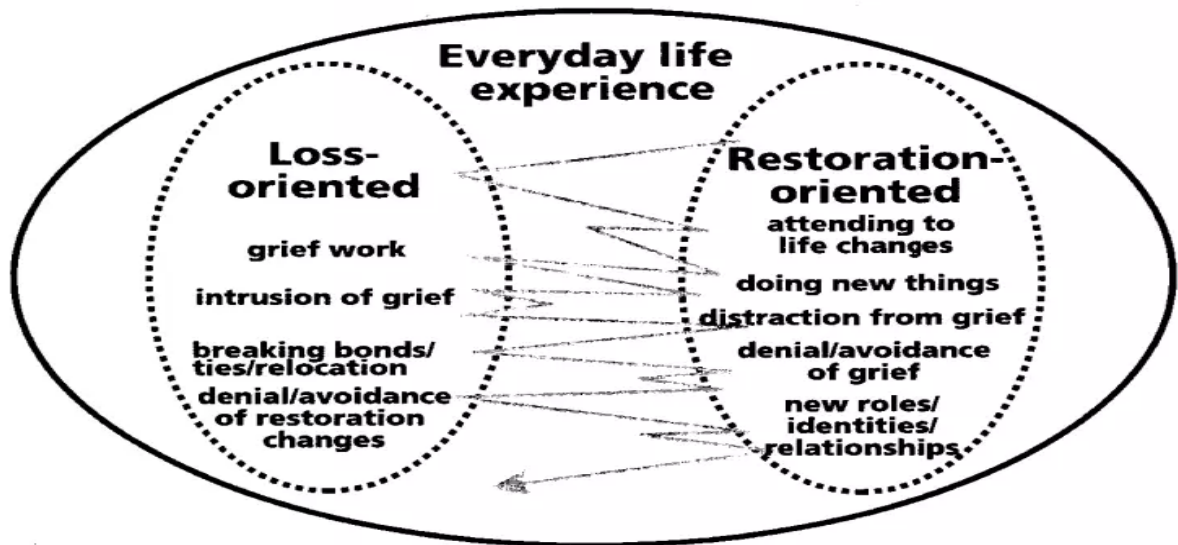 Everyday life
experience
Loss-
oriented
grief work
intrusion of grief
breaking bonds/
ties/relocation
denial/avoidance
of restoration
changes
Restoration-
oriented
attending to
life changes
doing new things
distraction from grief
denial/avoidance
of grief
new roles/
identities/
relationships